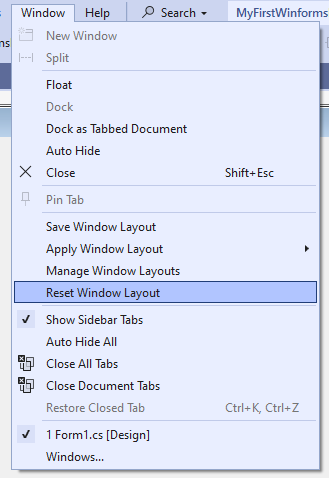 Window Help Search MyFirstWinforms
New Window
Split
Float
Dock
Dock as Tabbed Document
Auto Hide
Close Shift+Esc
Pin Tab
Save Window Layout
Apply Window Layout
Manage Window Layouts
Reset Window Layout
Show Sidebar Tabs
Auto Hide All
Close All Tabs
Close Document Tabs
Restore Closed Tab Ctrl+K, Ctrl+Z
1 Form1.cs [Design]
Windows...